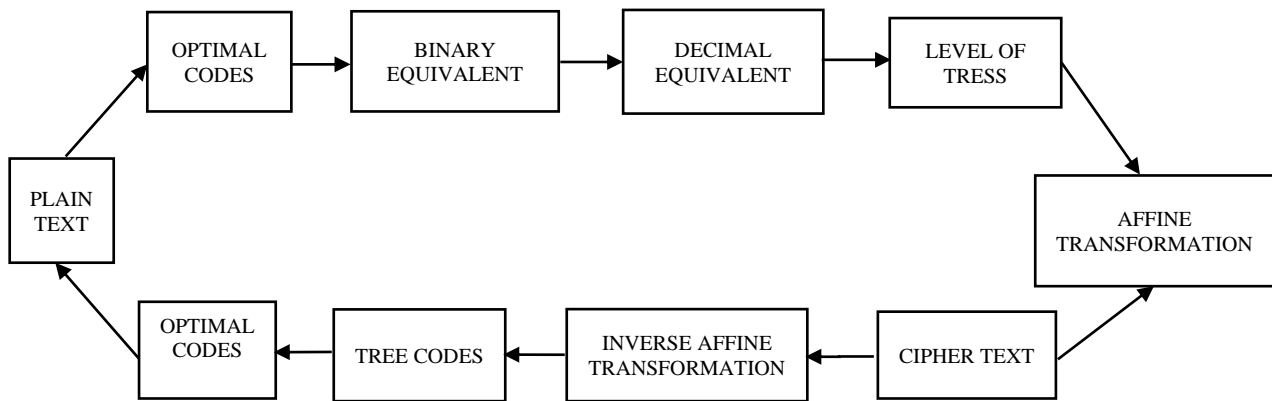 OPTIMAL
CODES
BINARY
EQUIVALENT
DECIMAL
EQUIVALENT
LEVEL OF
TRESS
PLAIN
TEXT
AFFINE
TRANSFORMATION
OPTIMAL
CODES
TREE CODES
INVERSE AFFINE
TRANSFORMATION
CIPHER TEXT